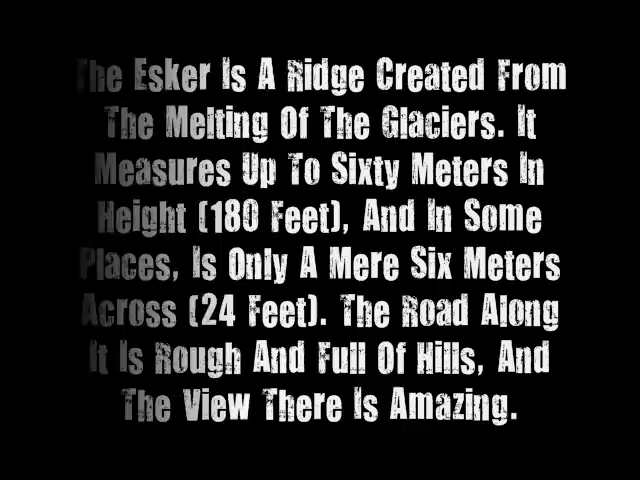 The Esker Is A Ridge Created From
The Melting Of The Glaciers. It
Measures Up To Sixty Meters In
Height (180 Feet), And In Some
Places, Is Only A Mere Six Meters
Across (24 Feet). The Road Along
It Is Rough And Full Of Hills, And
The View There Is Amazing.